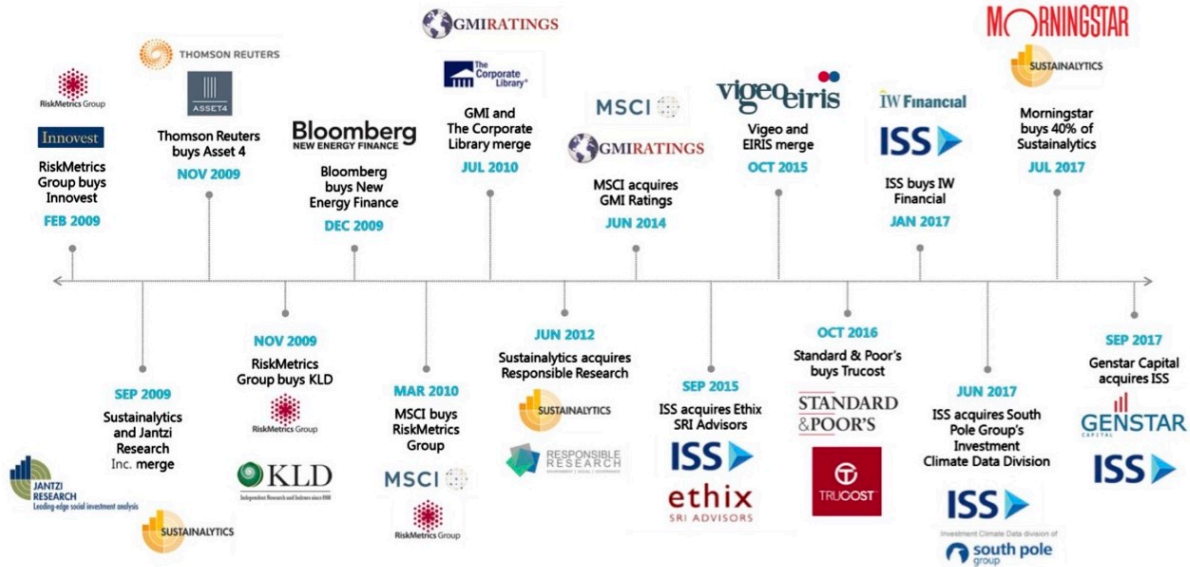 RiskMetrics Group
Innovest
RiskMetrics
Group buys
Innovest
FEB 2009
THOMSON REUTERS
ASSET4
Thomson Reuters
buys Asset 4
NOV 2009
Bloomberg
NEW ENERGY FINANCE
Bloomberg
buys New
Energy Finance
DEC 2009
GMIRATINGS
The
Corporate
Library®
GMI and
The Corporate
Library merge
JUL 2010
MSCI
GMIRATINGS
MSCI acquires
GMI Ratings
JUN 2014
vigeoeiris
Vigeo and
EIRIS merge
OCT 2015
IW Financial
ISS
ISS buys IW
Financial
JAN 2017
MORNINGSTAR
SUSTAINALYTICS
Morningstar
buys 40% of
Sustainalytics
JUL 2017
SEP 2009
Sustainalytics
and Jantzi
Research
Inc. merge
JANTZI
RESEARCH
Leading-edge social investment analysis
SUSTAINALYTICS
NOV 2009
RiskMetrics
Group buys KLD
RiskMetrics Group
KLD
Independent Research and Indexes since 1988
MAR 2010
MSCI buys
RiskMetrics
Group
MSCI
RiskMetrics Group
JUN 2012
Sustainalytics acquires
Responsible Research
SUSTAINALYTICS
RESPONSIBLE
RESEARCH
SEP 2015
ISS acquires Ethix
SRI Advisors
ISS
ethix
SRI ADVISORS
OCT 2016
Standard & Poor's
buys Trucost
STANDARD
&POOR'S
TRUCOST
JUN 2017
ISS acquires South
Pole Group's
Investment
Climate Data Division
ISS
Investment Climate Data division of
south pole
group
SEP 2017
Genstar Capital
acquires ISS
GENSTAR
CAPITAL
ISS